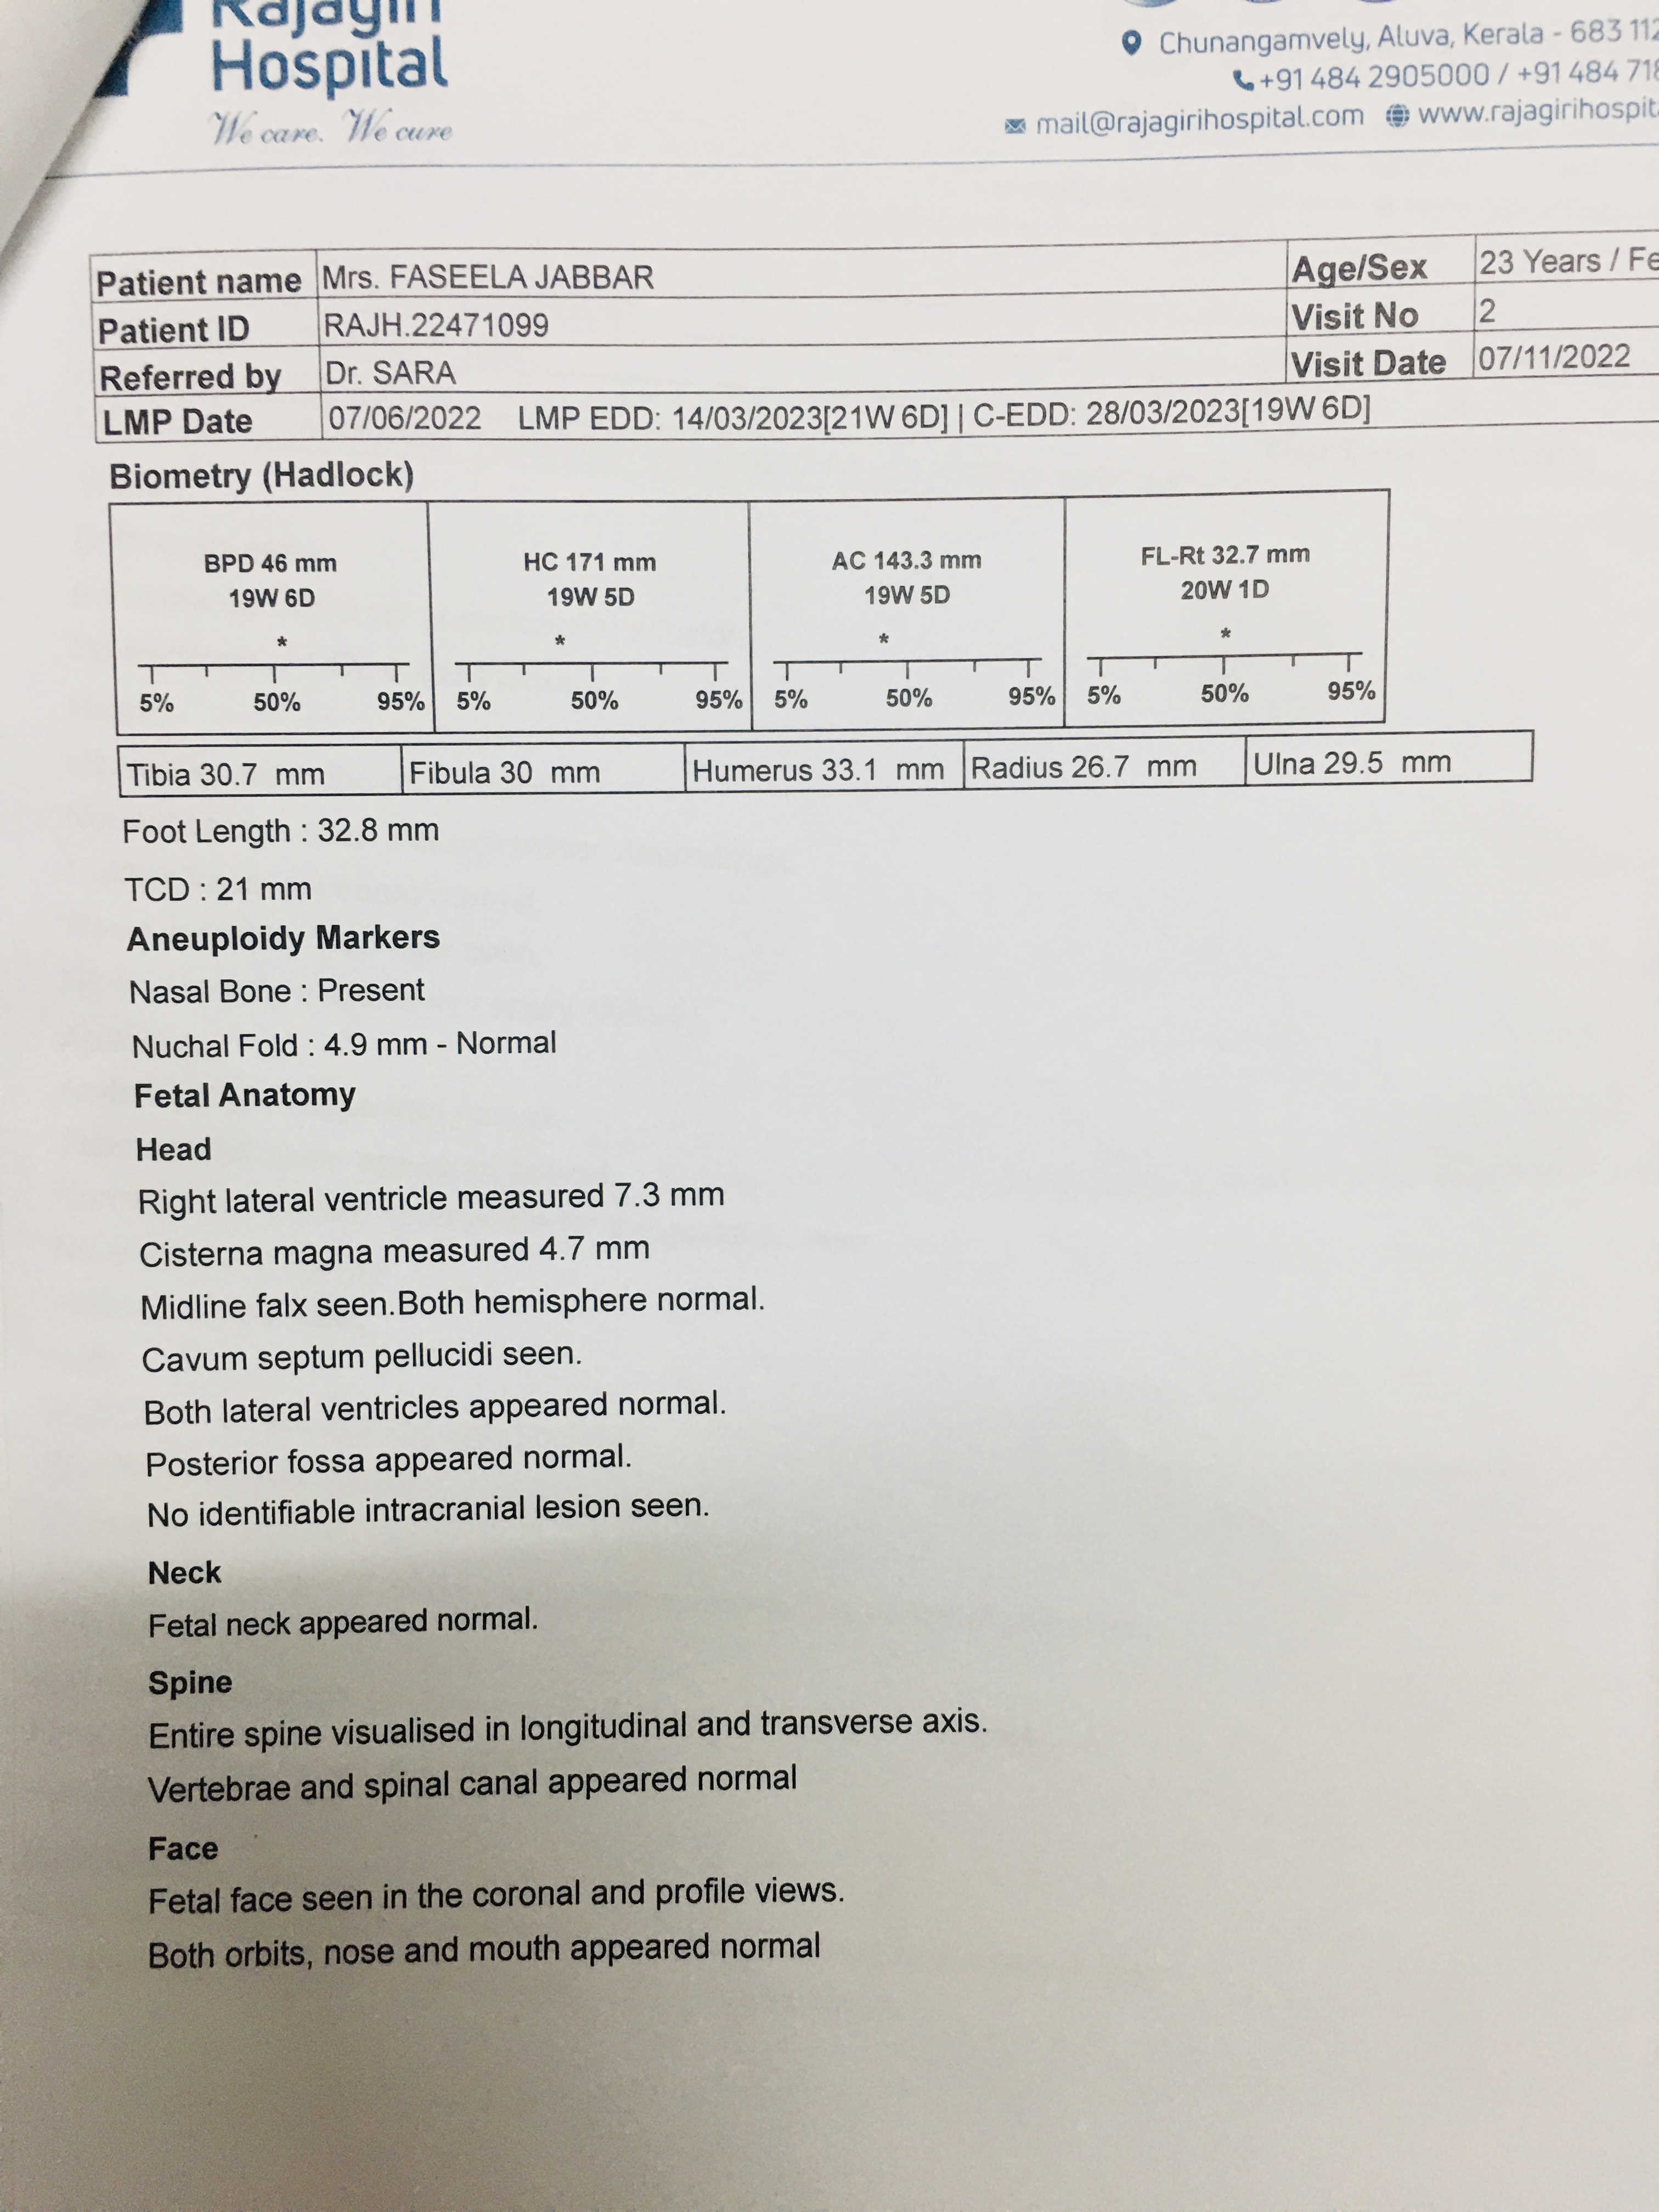 Rajagiri
Hospital
We care. We cure
Chunangamvely, Aluva, Kerala - 683 112
+91 484 2905000 / +91 484 718
mail@rajagirihospital.com www.rajagirihospit
Patient name Mrs. FASEELA JABBAR Age/Sex 23 Years / Fe
Patient ID RAJH.22471099 Visit No 2
Referred by Dr. SARA Visit Date 07/11/2022
LMP Date 07/06/2022 LMP EDD: 14/03/2023[21W 6D] | C-EDD: 28/03/2023[19W 6D]
Biometry (Hadlock)
BPD 46 mm HC 171 mm AC 143.3 mm FL-Rt 32.7 mm
19W 6D 19W 5D 19W 5D 20W 1D
* * * *
5% 50% 95% 5% 50% 95% 5% 50% 95% 5% 50% 95%
Tibia 30.7 mm Fibula 30 mm Humerus 33.1 mm Radius 26.7 mm Ulna 29.5 mm
Foot Length : 32.8 mm
TCD : 21 mm
Aneuploidy Markers
Nasal Bone : Present
Nuchal Fold : 4.9 mm - Normal
Fetal Anatomy
Head
Right lateral ventricle measured 7.3 mm
Cisterna magna measured 4.7 mm
Midline falx seen.Both hemisphere normal.
Cavum septum pellucidi seen.
Both lateral ventricles appeared normal.
Posterior fossa appeared normal.
No identifiable intracranial lesion seen.
Neck
Fetal neck appeared normal.
Spine
Entire spine visualised in longitudinal and transverse axis.
Vertebrae and spinal canal appeared normal
Face
Fetal face seen in the coronal and profile views.
Both orbits, nose and mouth appeared normal